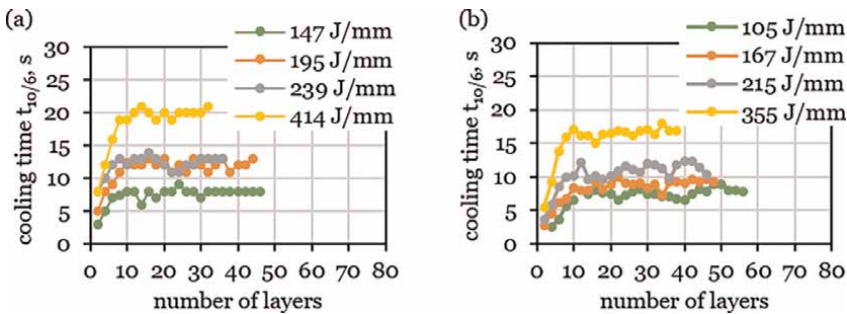 (a)
147 J/mm
195 J/mm
239 J/mm
414 J/mm
cooling time t10/6, s
30
25
20
15
10
5
0
0 10 20 30 40 50 60 70 80
number of layers
(b)
105 J/mm
167 J/mm
215 J/mm
355 J/mm
cooling time t10/6, s
30
25
20
15
10
5
0
0 10 20 30 40 50 60 70 80
number of layers